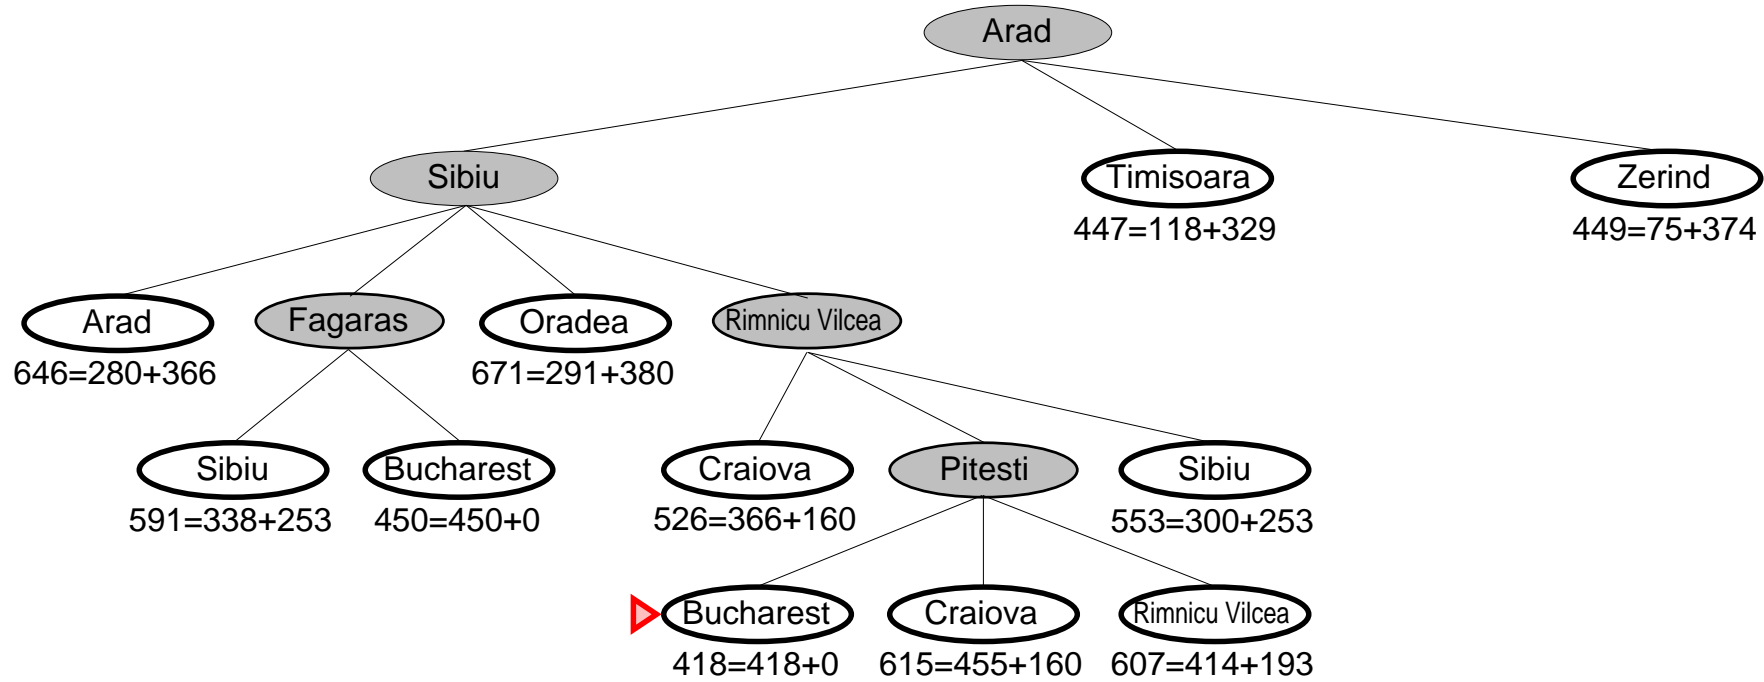 Arad
Sibiu
Timisoara
Zerind
447=118+329
449=75+374
Arad
Fagaras
Oradea
Rimnicu Vilcea
646=280+366
671=291+380
Sibiu
Bucharest
Craiova
Pitesti
Sibiu
591=338+253
450=450+0
526=366+160
553=300+253
Bucharest
Craiova
Rimnicu Vilcea
418=418+0
615=455+160
607=414+193